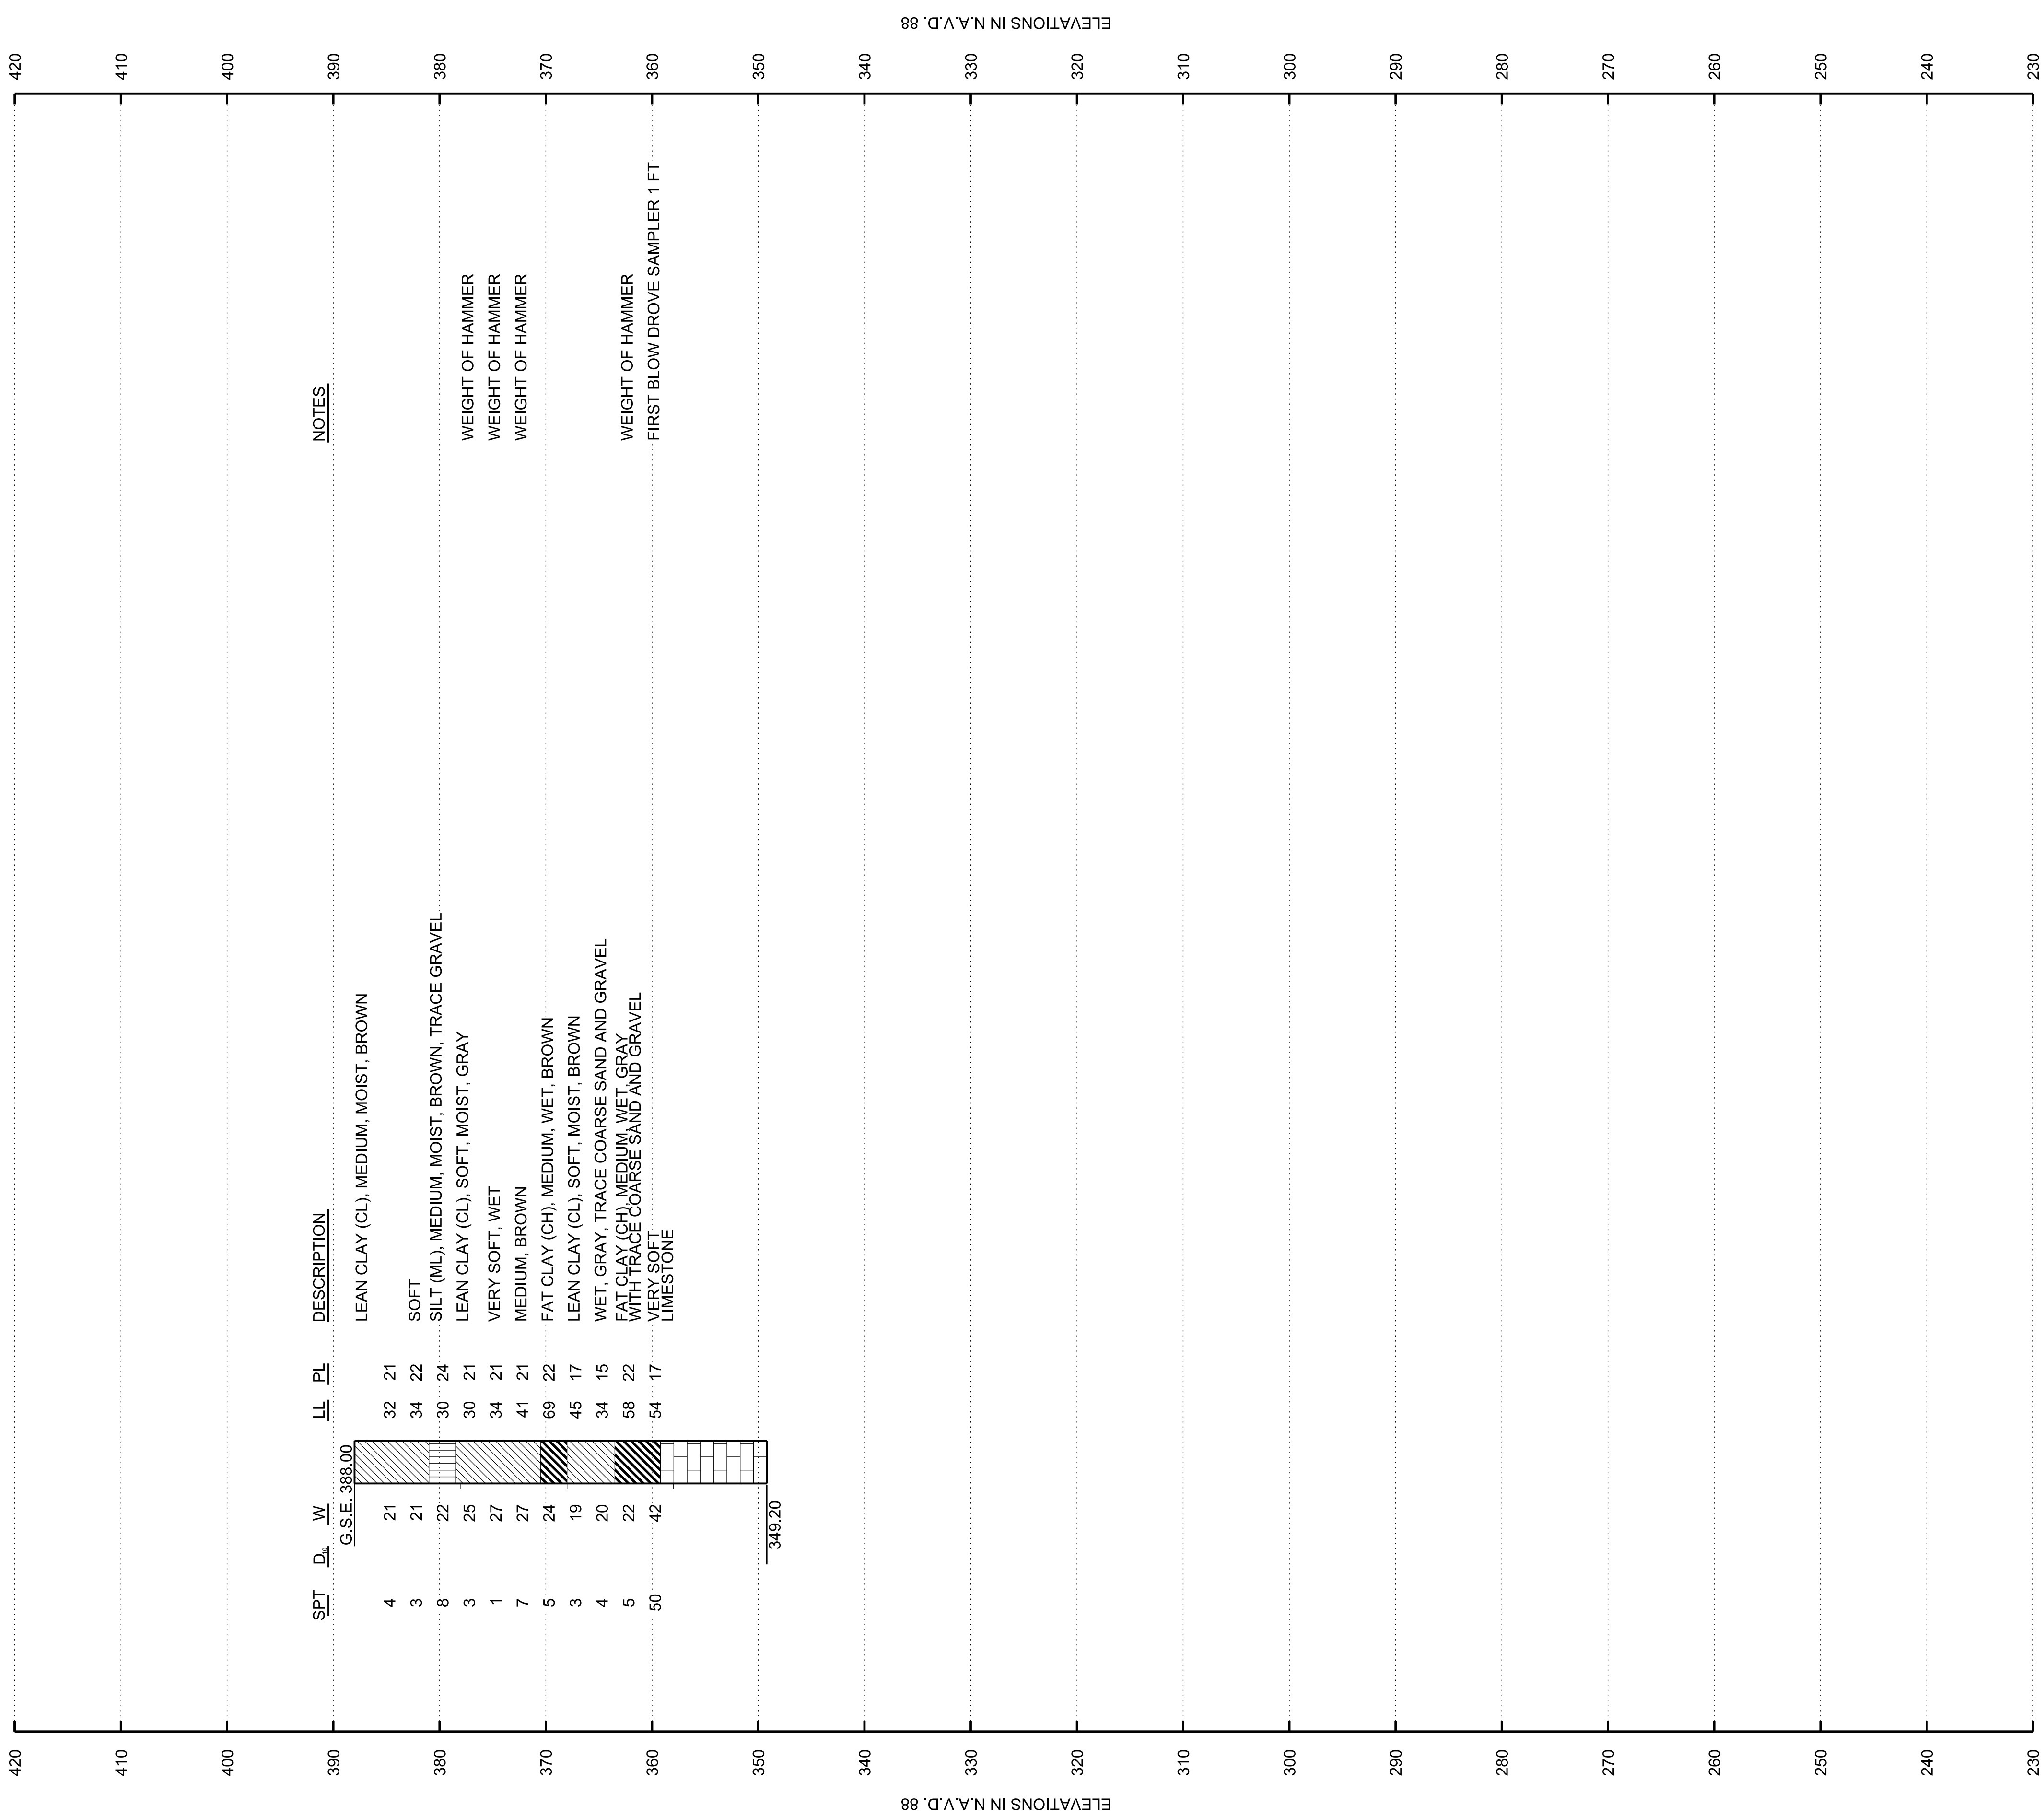 ELEVATIONS IN N.A.V.D. 88
420
410
400
390
380
370
360
350
340
330
320
310
300
290
280
270
260
250
240
230
SPT D10 W LL PL DESCRIPTION NOTES
G.S.E. 388.00
LEAN CLAY (CL), MEDIUM, MOIST, BROWN
4 21 32 21
3 21 34 22 SOFT
8 22 30 24 SILT (ML), MEDIUM, MOIST, BROWN, TRACE GRAVEL
3 25 30 21 LEAN CLAY (CL), SOFT, MOIST, GRAY WEIGHT OF HAMMER
1 27 34 21 VERY SOFT, WET WEIGHT OF HAMMER
7 27 41 21 MEDIUM, BROWN WEIGHT OF HAMMER
5 24 69 22 FAT CLAY (CH), MEDIUM, WET, BROWN
3 19 45 17 LEAN CLAY (CL), SOFT, MOIST, BROWN
4 20 34 15 WET, GRAY, TRACE COARSE SAND AND GRAVEL
FAT CLAY (CH), MEDIUM, WET, GRAY
5 22 58 22 WITH TRACE COARSE SAND AND GRAVEL WEIGHT OF HAMMER
50 42 54 17 VERY SOFT FIRST BLOW DROVE SAMPLER 1 FT
LIMESTONE
349.20
420
410
400
390
380
370
360
350
340
330
320
310
300
290
280
270
260
250
240
230
ELEVATIONS IN N.A.V.D. 88